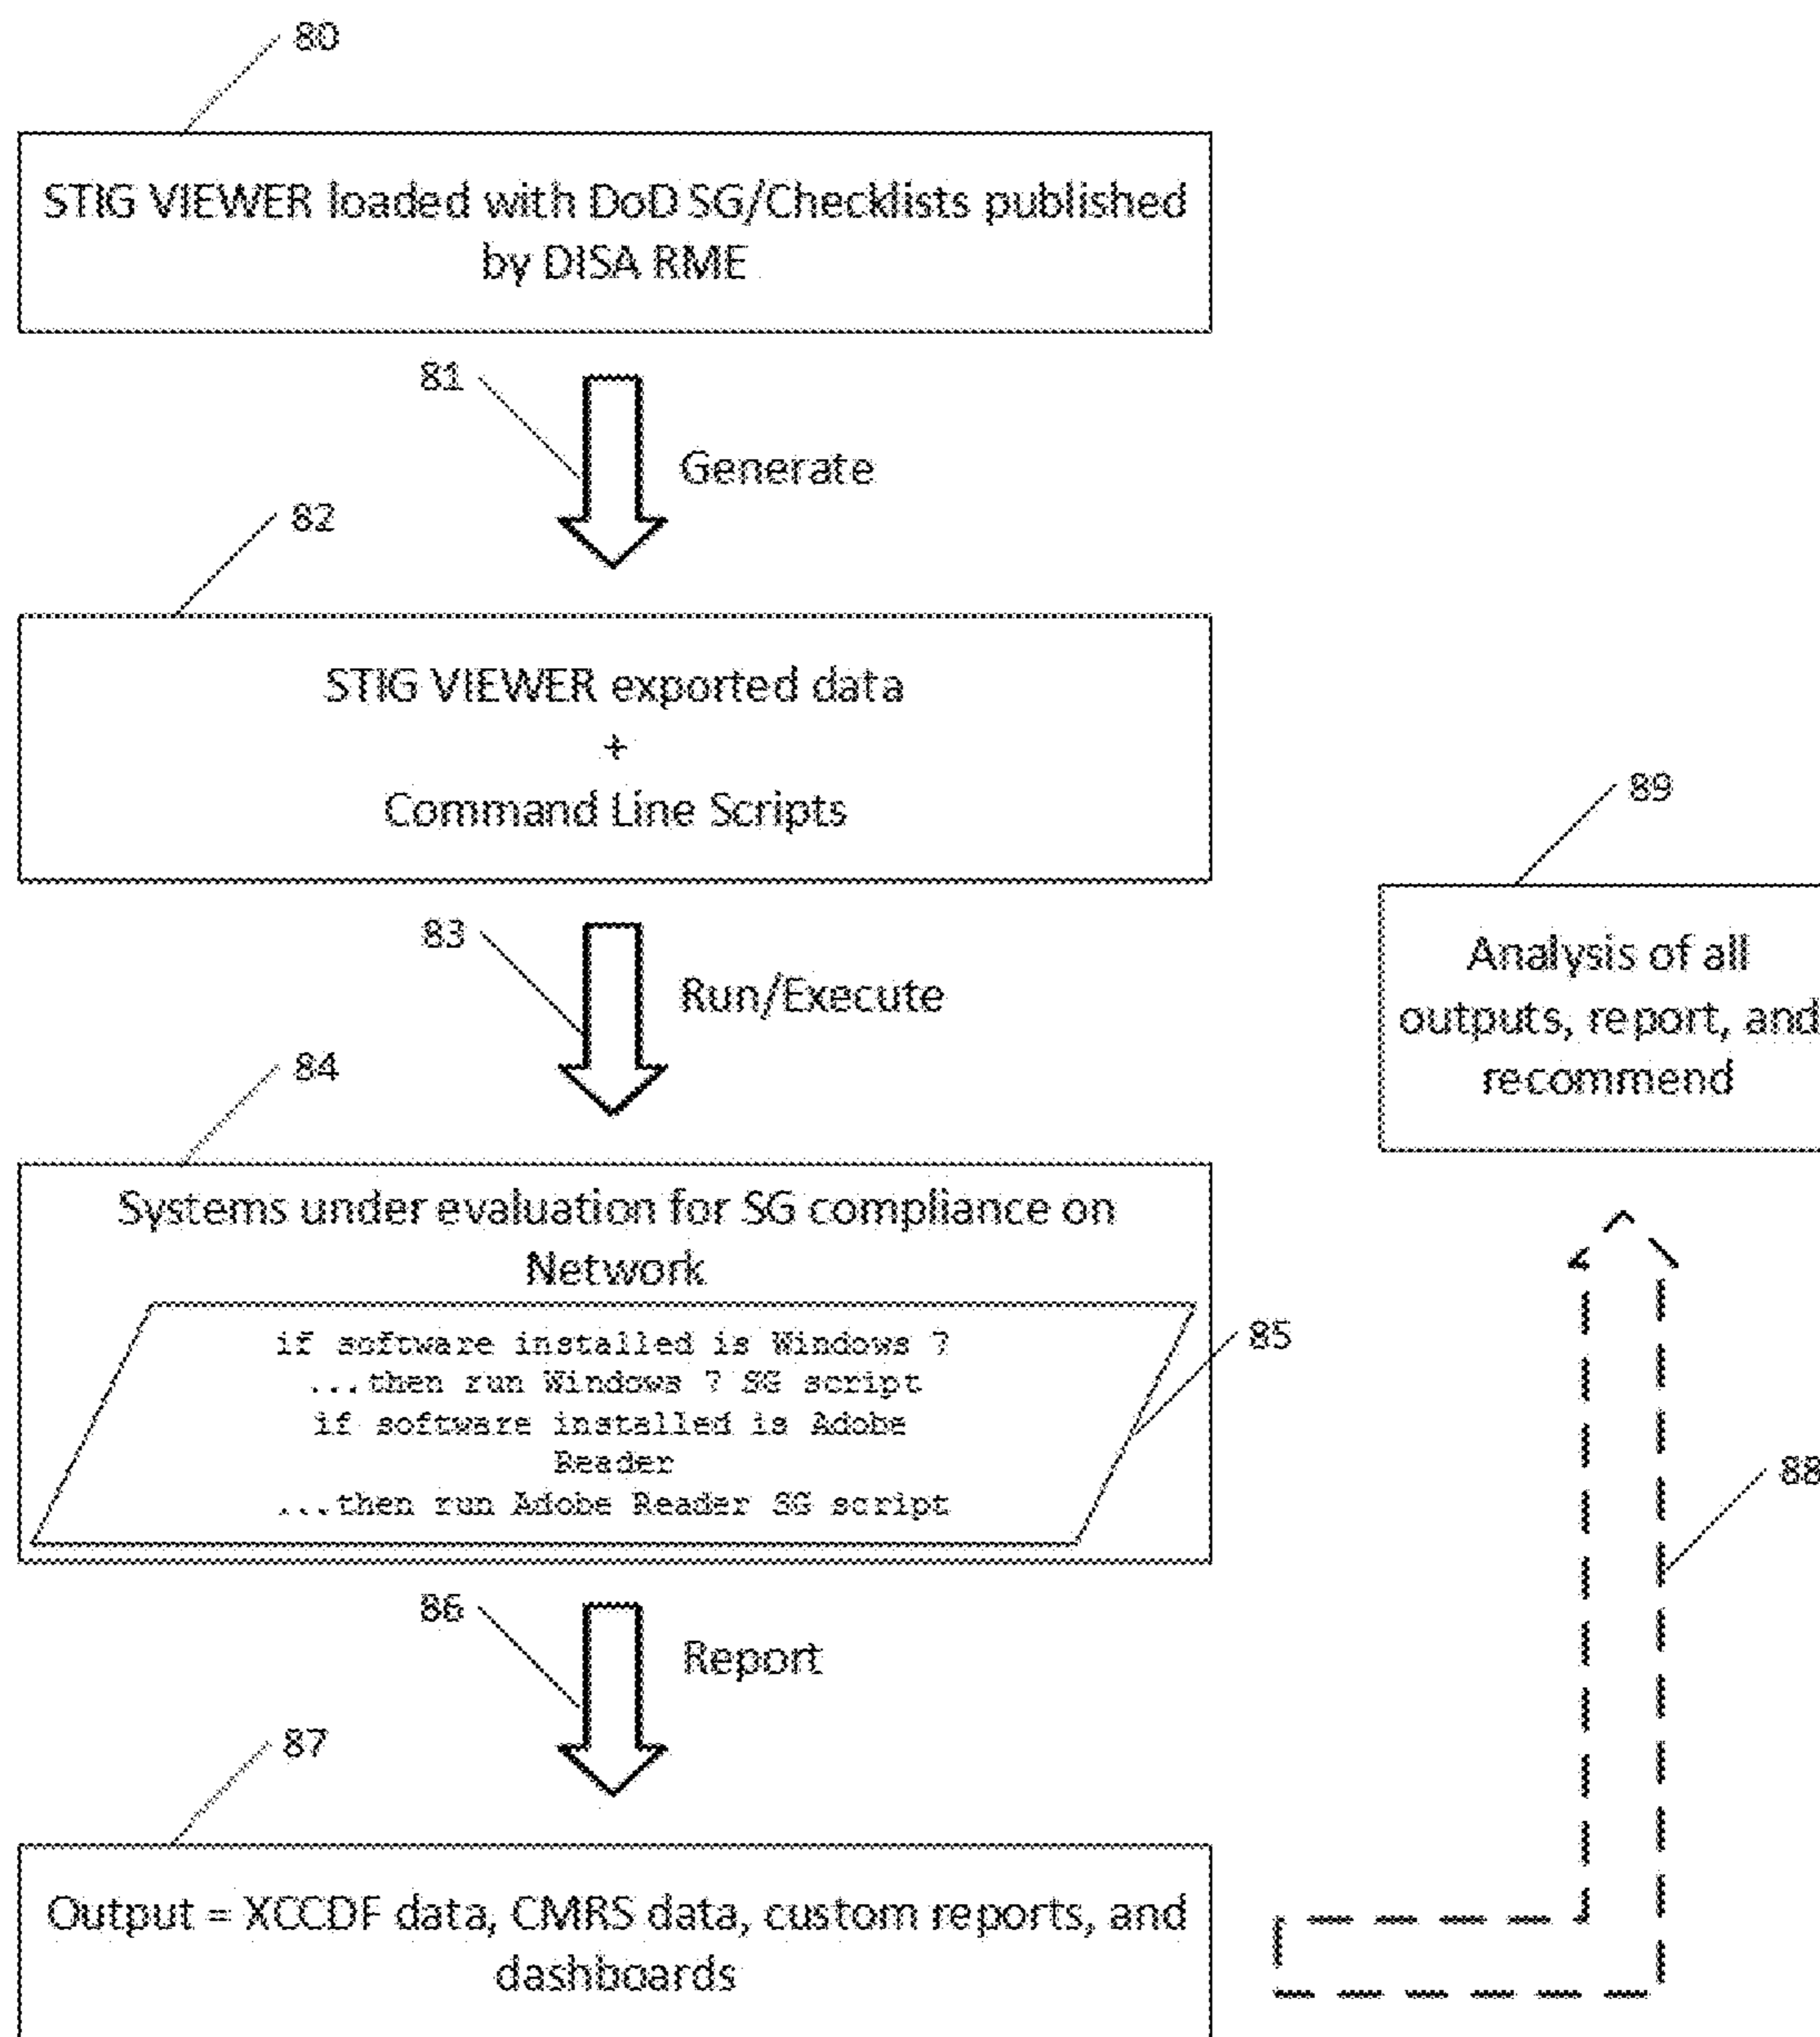 80
STIG VIEWER loaded with DoD SG/Checklists published
by DISA RME
81
Generate
82
STIG VIEWER exported data
+
Command Line Scripts
83
Run/Execute
84
Systems under evaluation for SG compliance on
Network
if software installed is Windows 7
...then run Windows 7 SG script
if software installed is Adobe
Reader
...then run Adobe Reader SG script
85
86
Report
87
Output = XCCDF data, CMRS data, custom reports, and
dashboards
88
89
Analysis of all
outputs, report, and
recommend